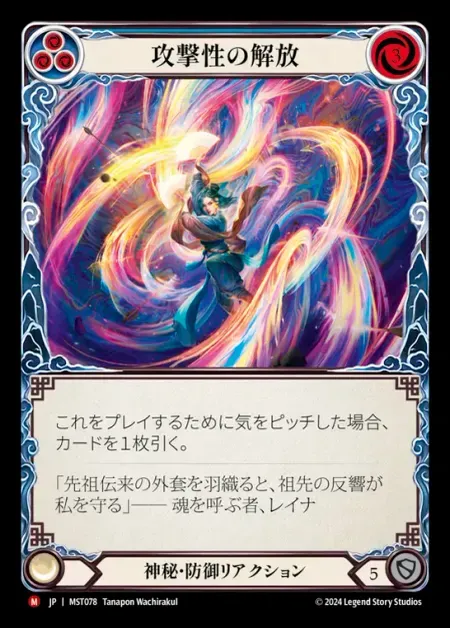 攻撃性の解放
3
これをプレイするために気をピッチした場合、
カードを1枚引く。
「先祖伝来の外套を羽織ると、祖先の反響が
私を守る」── 魂を呼ぶ者、レイナ
神秘・防御リアクション
5
M JP | MST078 Tanapon Wachirakul
© 2024 Legend Story Studios